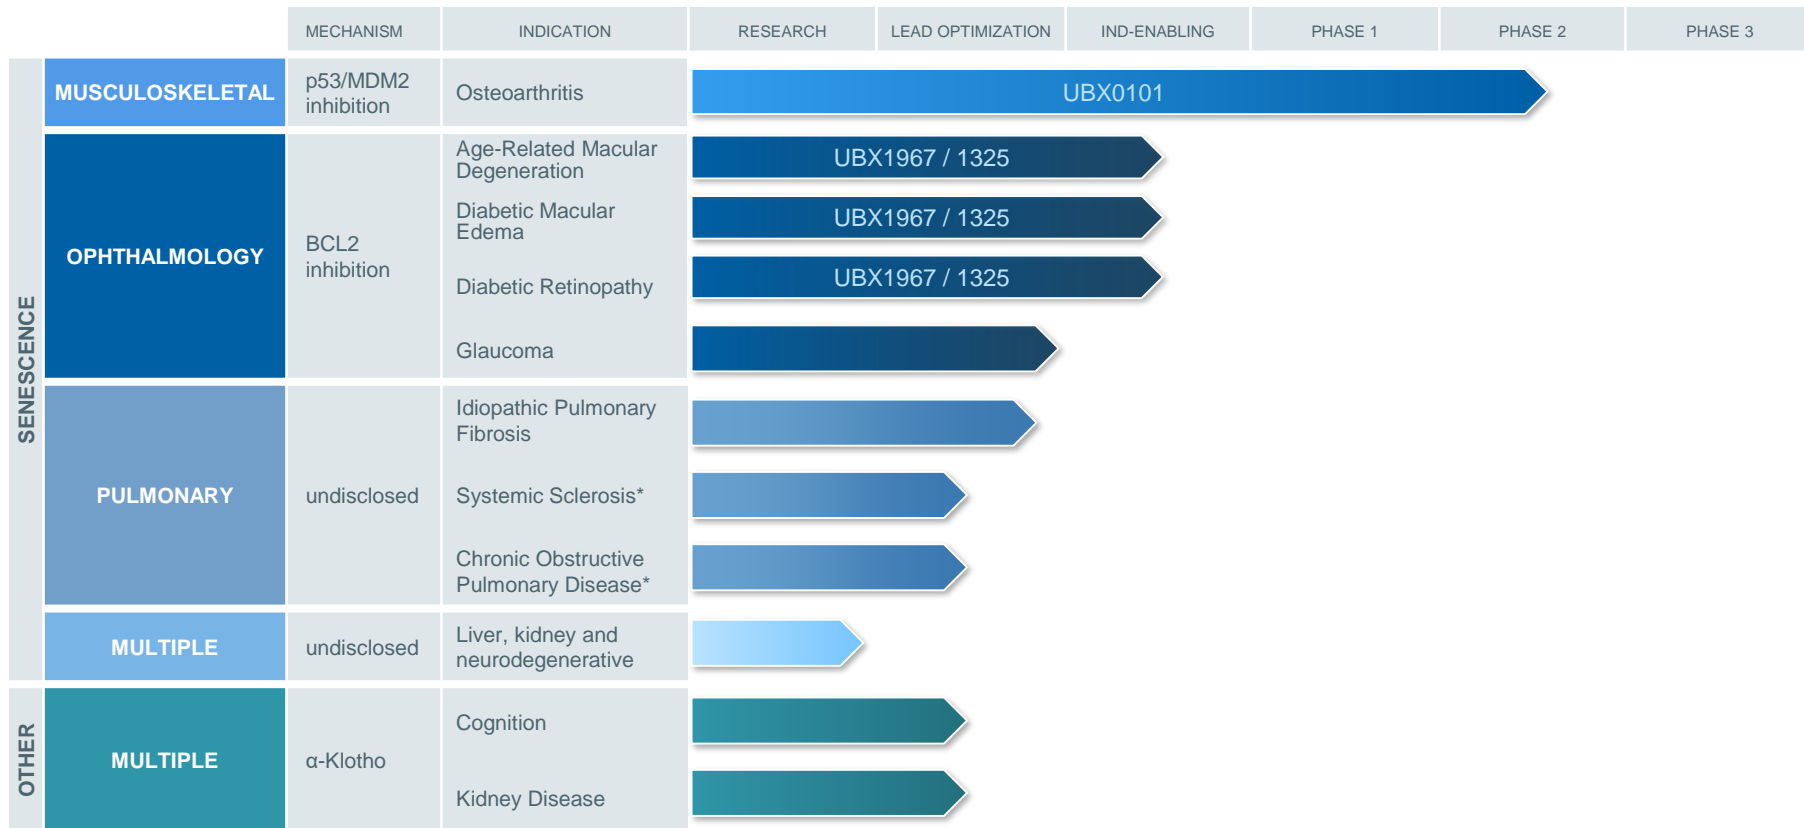 MECHANISM
INDICATION
RESEARCH
LEAD OPTIMIZATION
IND-ENABLING
PHASE 1
PHASE 2
PHASE 3
SENESCENCE
MUSCULOSKELETAL
p53/MDM2
inhibition
Osteoarthritis
UBX0101
OPHTHALMOLOGY
BCL2
inhibition
Age-Related Macular
Degeneration
UBX1967 / 1325
Diabetic Macular
Edema
UBX1967 / 1325
Diabetic Retinopathy
UBX1967 / 1325
Glaucoma
PULMONARY
undisclosed
Idiopathic Pulmonary
Fibrosis
Systemic Sclerosis*
Chronic Obstructive
Pulmonary Disease*
MULTIPLE
undisclosed
Liver, kidney and
neurodegenerative
OTHER
MULTIPLE
α-Klotho
Cognition
Kidney Disease